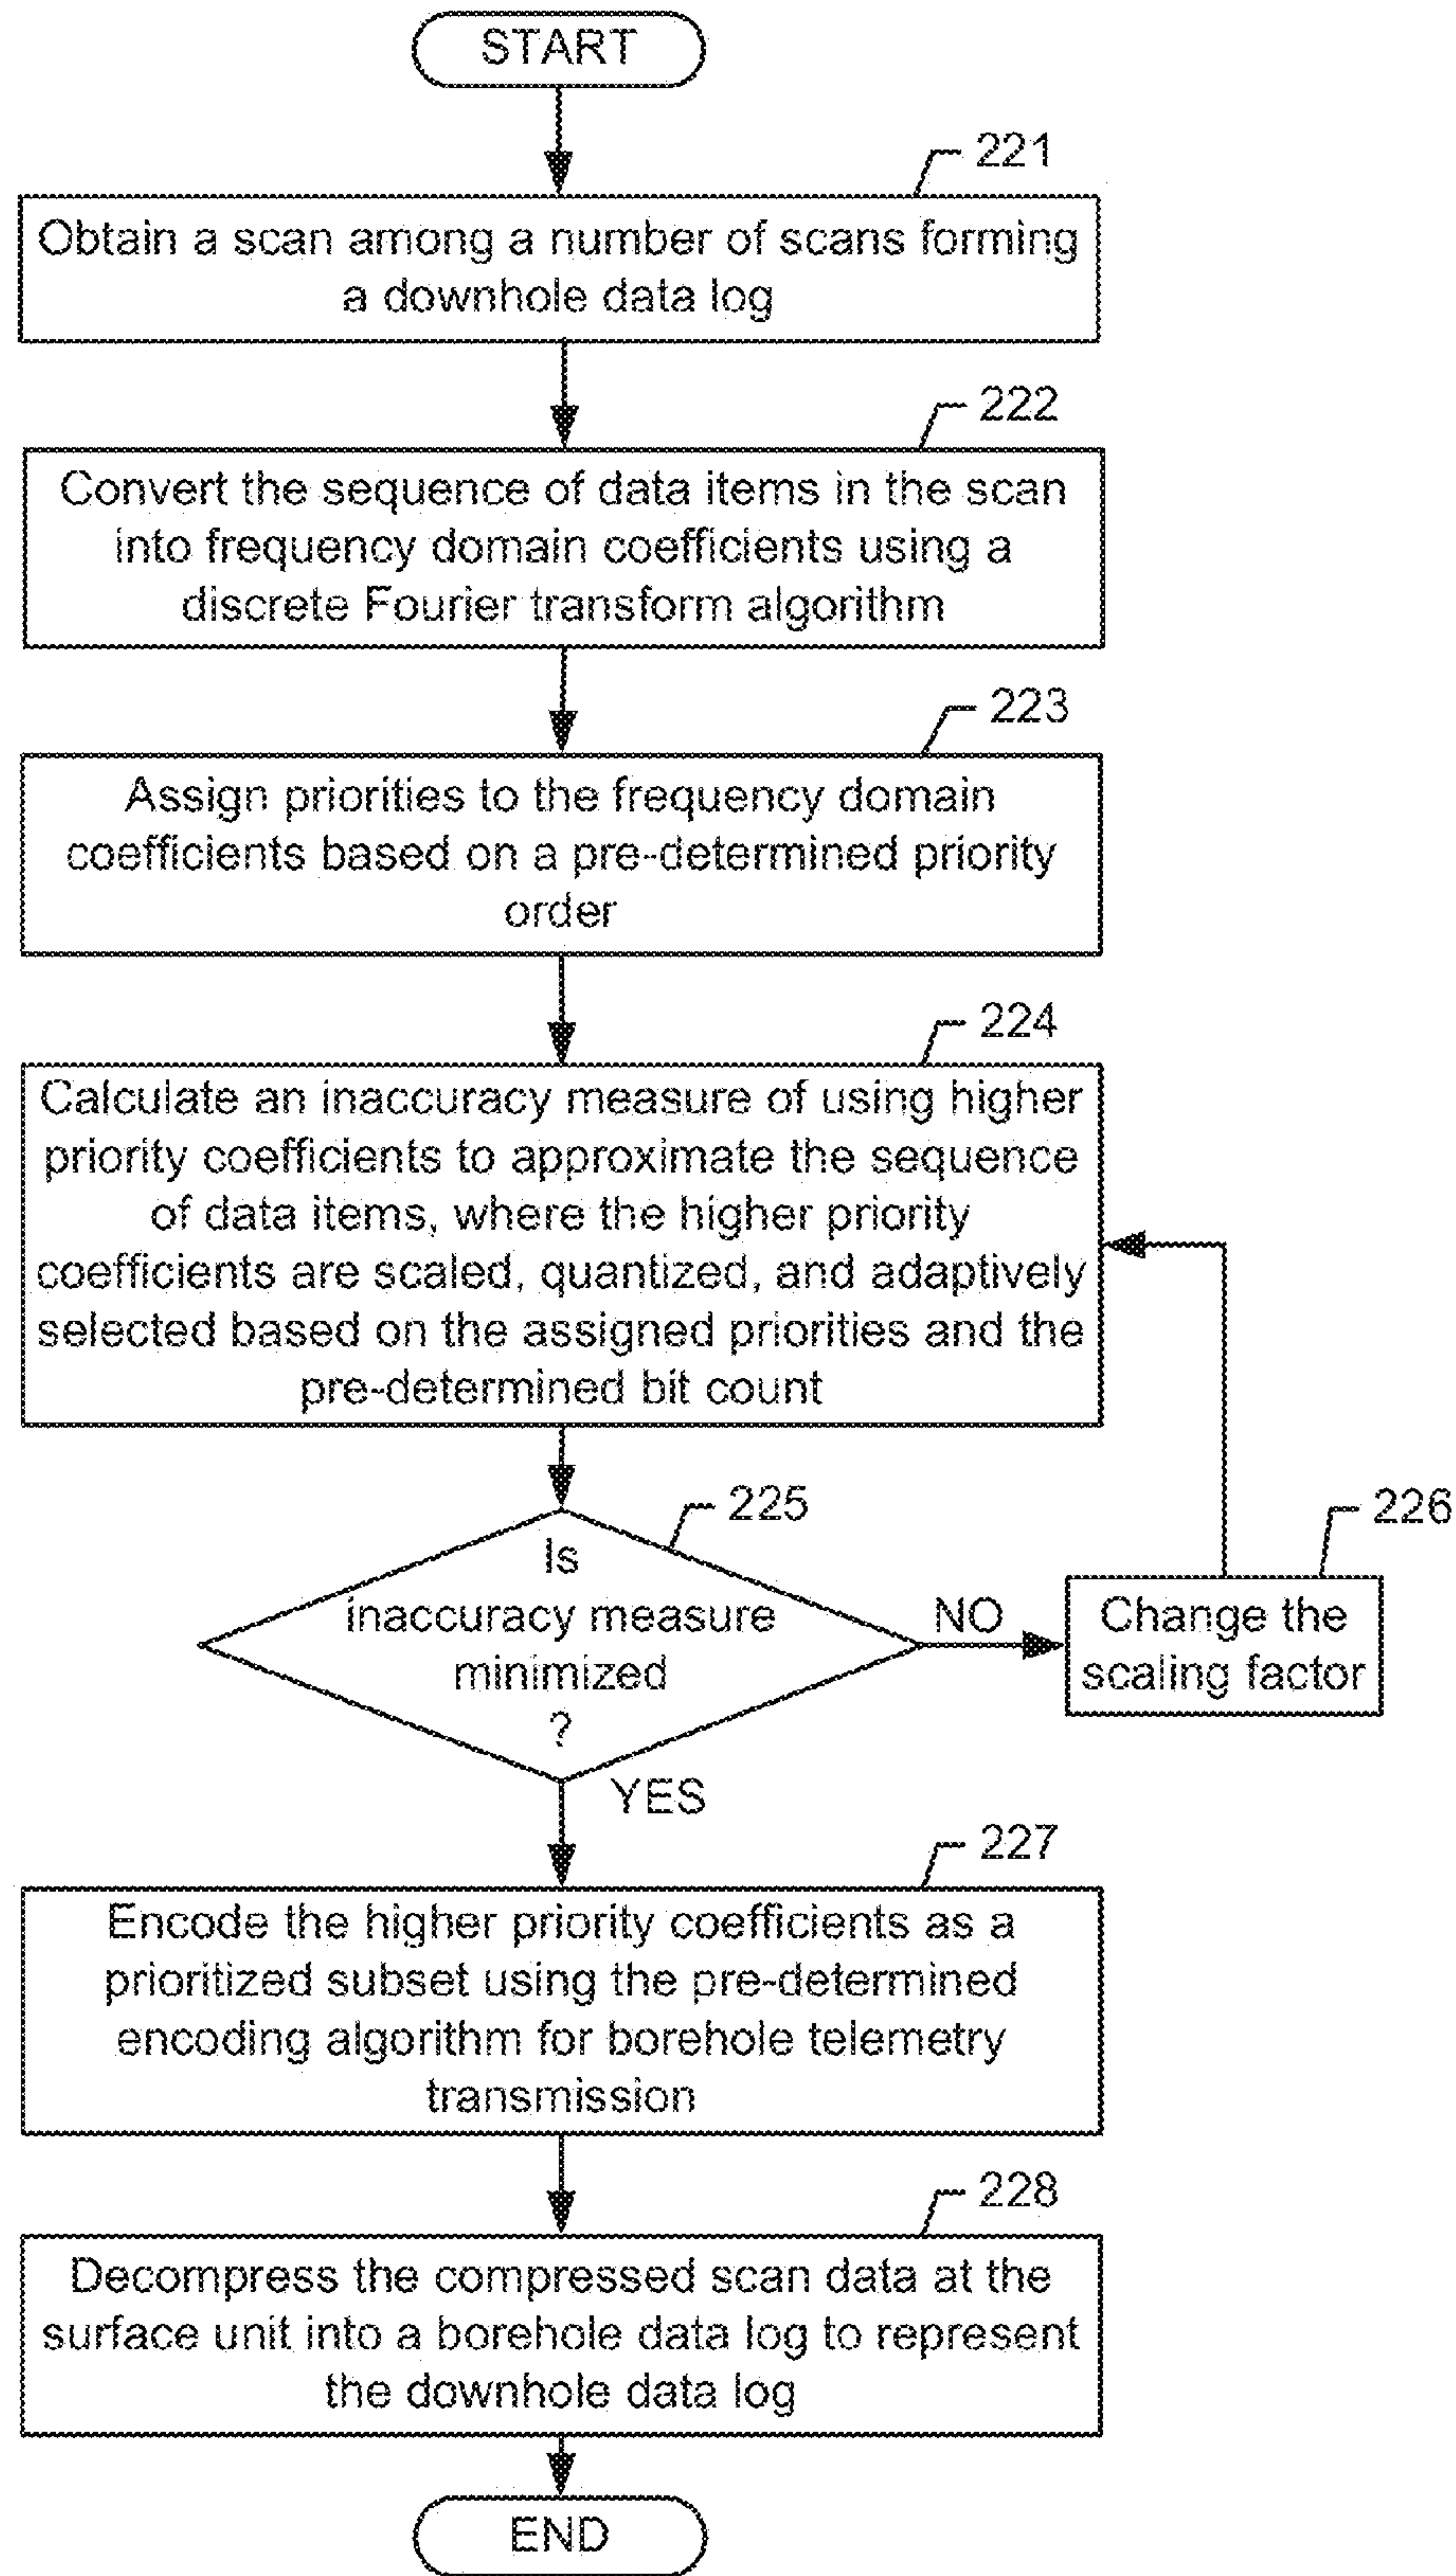 START
221
Obtain a scan among a number of scans forming
a downhole data log
222
Convert the sequence of data items in the scan
into frequency domain coefficients using a
discrete Fourier transform algorithm
223
Assign priorities to the frequency domain
coefficients based on a pre-determined priority
order
224
Calculate an inaccuracy measure of using higher
priority coefficients to approximate the sequence
of data items, where the higher priority
coefficients are scaled, quantized, and adaptively
selected based on the assigned priorities and the
pre-determined bit count
225
Is
inaccuracy measure
minimized
?
NO
226
Change the
scaling factor
YES
227
Encode the higher priority coefficients as a
prioritized subset using the pre-determined
encoding algorithm for borehole telemetry
transmission
228
Decompress the compressed scan data at the
surface unit into a borehole data log to represent
the downhole data log
END